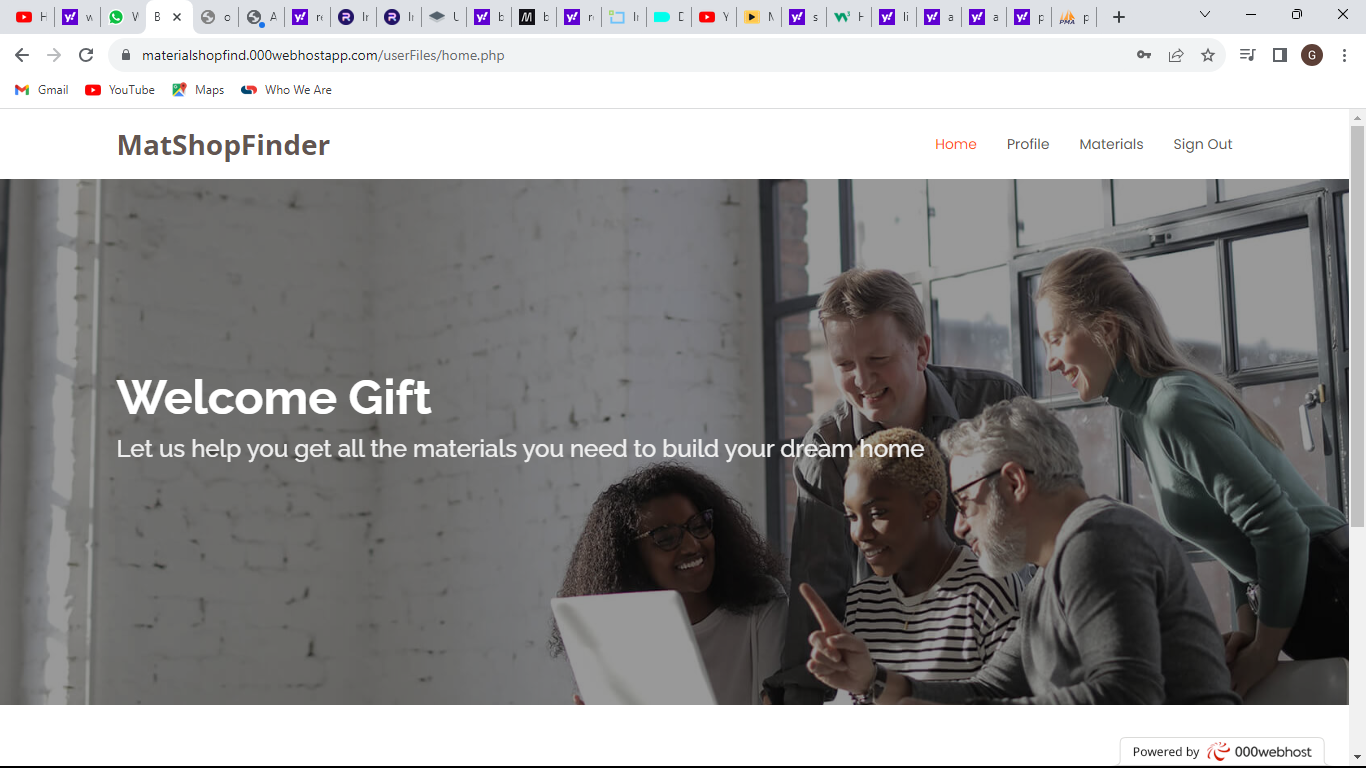 H
w
W
B
o
A
re
Ir
Ir
U
b
b
re
Ir
D
Y
M
s
H
li
a
a
p
p
materialshopfind.000webhostapp.com/userFiles/home.php
G
Gmail YouTube Maps Who We Are
MatShopFinder
Home Profile Materials Sign Out
Welcome Gift
Let us help you get all the materials you need to build your dream home
Powered by 000webhost